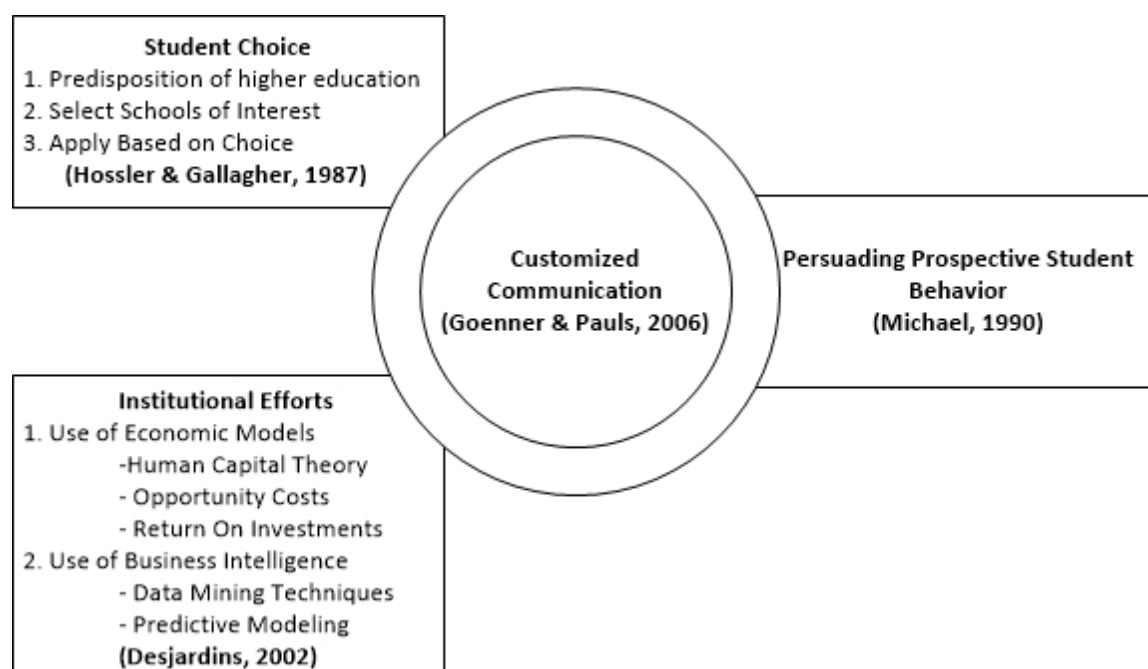 Student Choice
1. Predisposition of higher education
2. Select Schools of Interest
3. Apply Based on Choice
(Hossler & Gallagher, 1987)
Customized
Communication
(Goenner & Pauls, 2006)
Persuading Prospective Student
Behavior
(Michael, 1990)
Institutional Efforts
1. Use of Economic Models
-Human Capital Theory
- Opportunity Costs
- Return On Investments
2. Use of Business Intelligence
- Data Mining Techniques
- Predictive Modeling
(Desjardins, 2002)